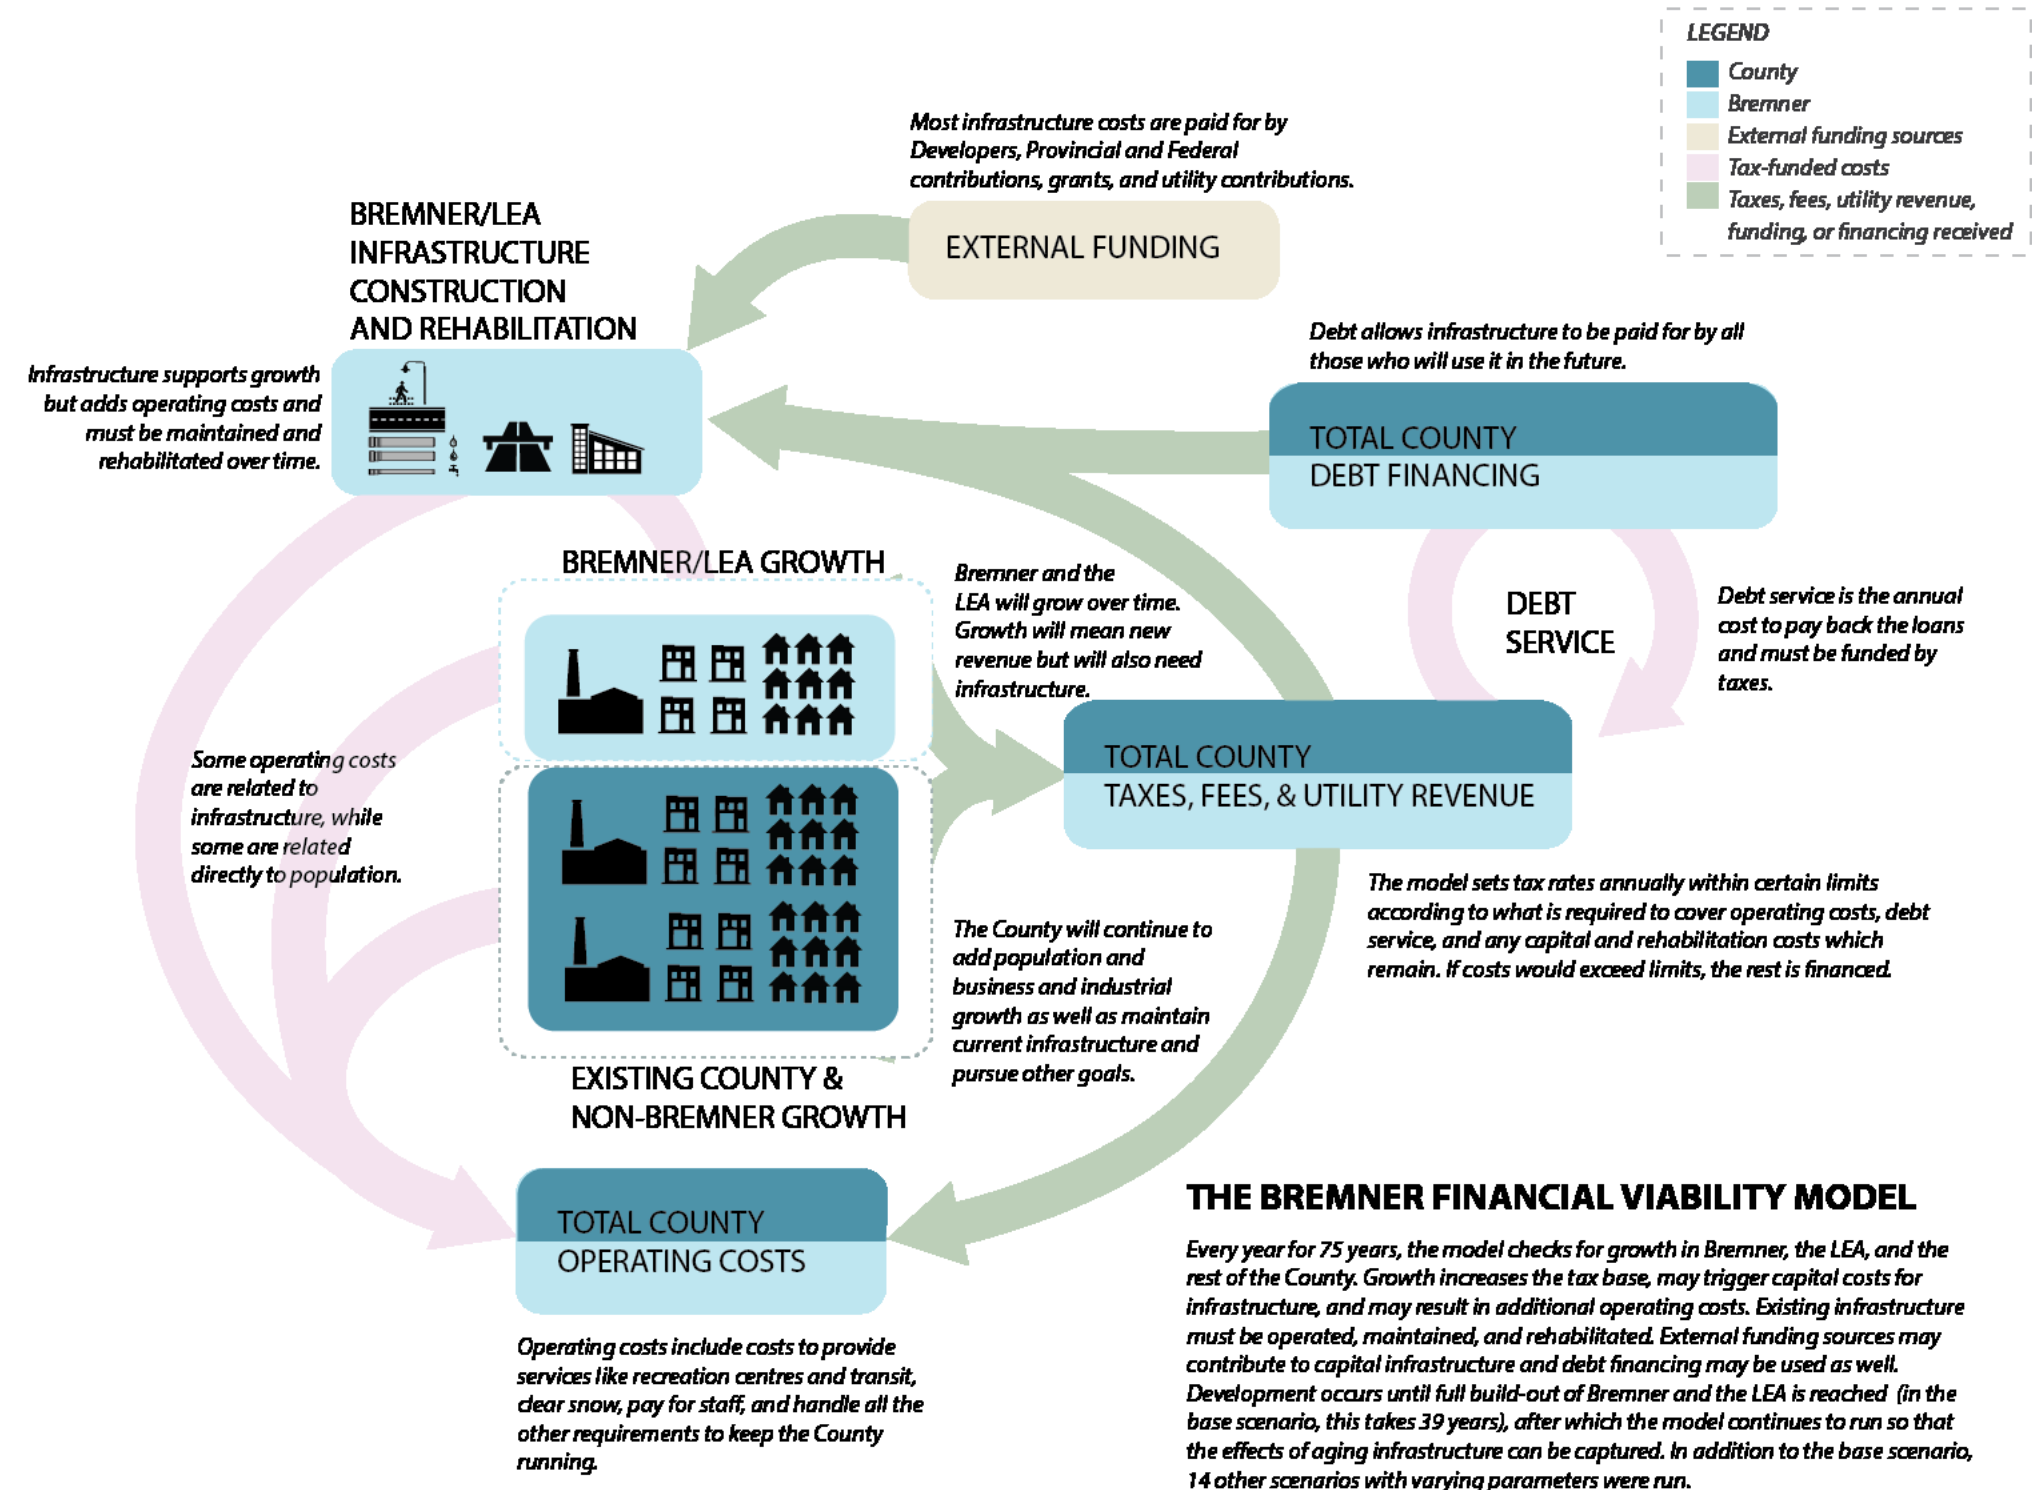 LEGEND
County
Bremner
External funding sources
Tax-funded costs
Taxes, fees, utility revenue,
funding, or financing received
Most infrastructure costs are paid for by
Developers, Provincial and Federal
contributions, grants, and utility contributions.
EXTERNAL FUNDING
BREMNER/LEA
INFRASTRUCTURE
CONSTRUCTION
AND REHABILITATION
Infrastructure supports growth
but adds operating costs and
must be maintained and
rehabilitated over time.
Debt allows infrastructure to be paid for by all
those who will use it in the future.
TOTAL COUNTY
DEBT FINANCING
BREMNER/LEA GROWTH
Bremner and the
LEA will grow over time.
Growth will mean new
revenue but will also need
infrastructure.
DEBT
SERVICE
Debt service is the annual
cost to pay back the loans
and must be funded by
taxes.
Some operating costs
are related to
infrastructure, while
some are related
directly to population.
TOTAL COUNTY
TAXES, FEES, & UTILITY REVENUE
The model sets tax rates annually within certain limits
according to what is required to cover operating costs, debt
service, and any capital and rehabilitation costs which
remain. If costs would exceed limits, the rest is financed.
The County will continue to
add population and
business and industrial
growth as well as maintain
current infrastructure and
pursue other goals.
EXISTING COUNTY &
NON-BREMNER GROWTH
TOTAL COUNTY
OPERATING COSTS
Operating costs include costs to provide
services like recreation centres and transit,
clear snow, pay for staff, and handle all the
other requirements to keep the County
running.
THE BREMNER FINANCIAL VIABILITY MODEL
Every year for 75 years, the model checks for growth in Bremner, the LEA, and the
rest of the County. Growth increases the tax base, may trigger capital costs for
infrastructure, and may result in additional operating costs. Existing infrastructure
must be operated, maintained, and rehabilitated. External funding sources may
contribute to capital infrastructure and debt financing may be used as well.
Development occurs until full build-out of Bremner and the LEA is reached (in the
base scenario, this takes 39 years), after which the model continues to run so that
the effects of aging infrastructure can be captured. In addition to the base scenario,
14 other scenarios with varying parameters were run.